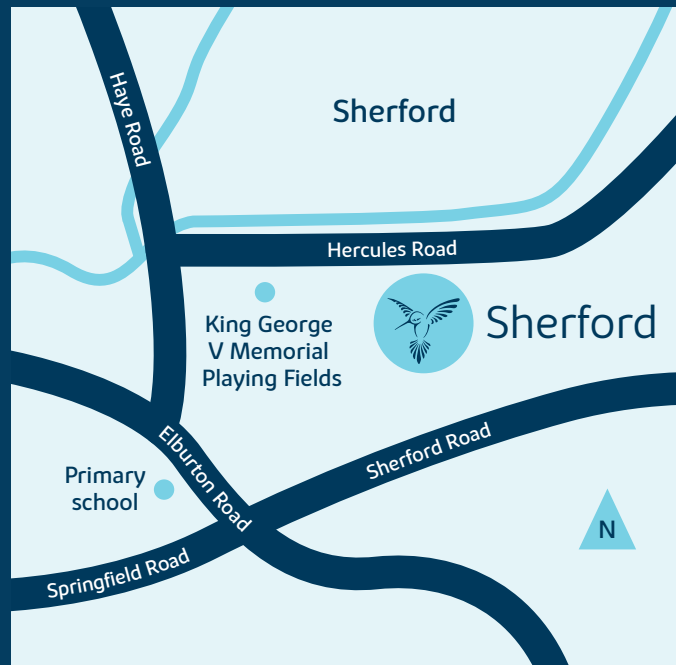 Haye Road
Sherford
Hercules Road
King George
V Memorial
Playing Fields
Sherford
Elburton Road
Sherford Road
Primary
school
N
Springfield Road